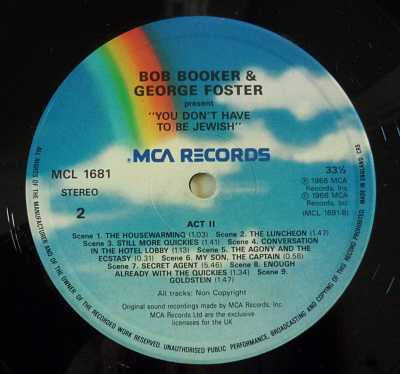 BOB BOOKER &
GEORGE FOSTER
present
"YOU DON'T HAVE
TO BE JEWISH"
MCA RECORDS
MCL 1681
STEREO
2
33⅓
℗ 1966 MCA
Records, Inc.
© 1966 MCA
Records, Inc.
(MCL 1691-B)
ACT II
Scene 1. THE HOUSEWARMING (1.03) Scene 2. THE LUNCHEON (1.47)
Scene 3. STILL MORE QUICKIES (1.41) Scene 4. CONVERSATION
IN THE HOTEL LOBBY (1.13) Scene 5. THE AGONY AND THE
ECSTASY (0.31) Scene 6. MY SON, THE CAPTAIN (0.58)
Scene 7. SECRET AGENT (5.46) Scene 8. ENOUGH
ALREADY WITH THE QUICKIES (1.34) Scene 9.
GOLDSTEIN (1.47)
All tracks: Non Copyright
Original sound recordings made by MCA Records, Inc.
MCA Records Ltd are the exclusive
licensees for the UK
ALL RIGHTS OF THE MANUFACTURER AND OF THE OWNER OF THE RECORDED WORK RESERVED. UNAUTHORISED PUBLIC PERFORMANCE, BROADCASTING AND COPYING OF THIS RECORD PROHIBITED. MADE IN GREAT BRITAIN. CBS